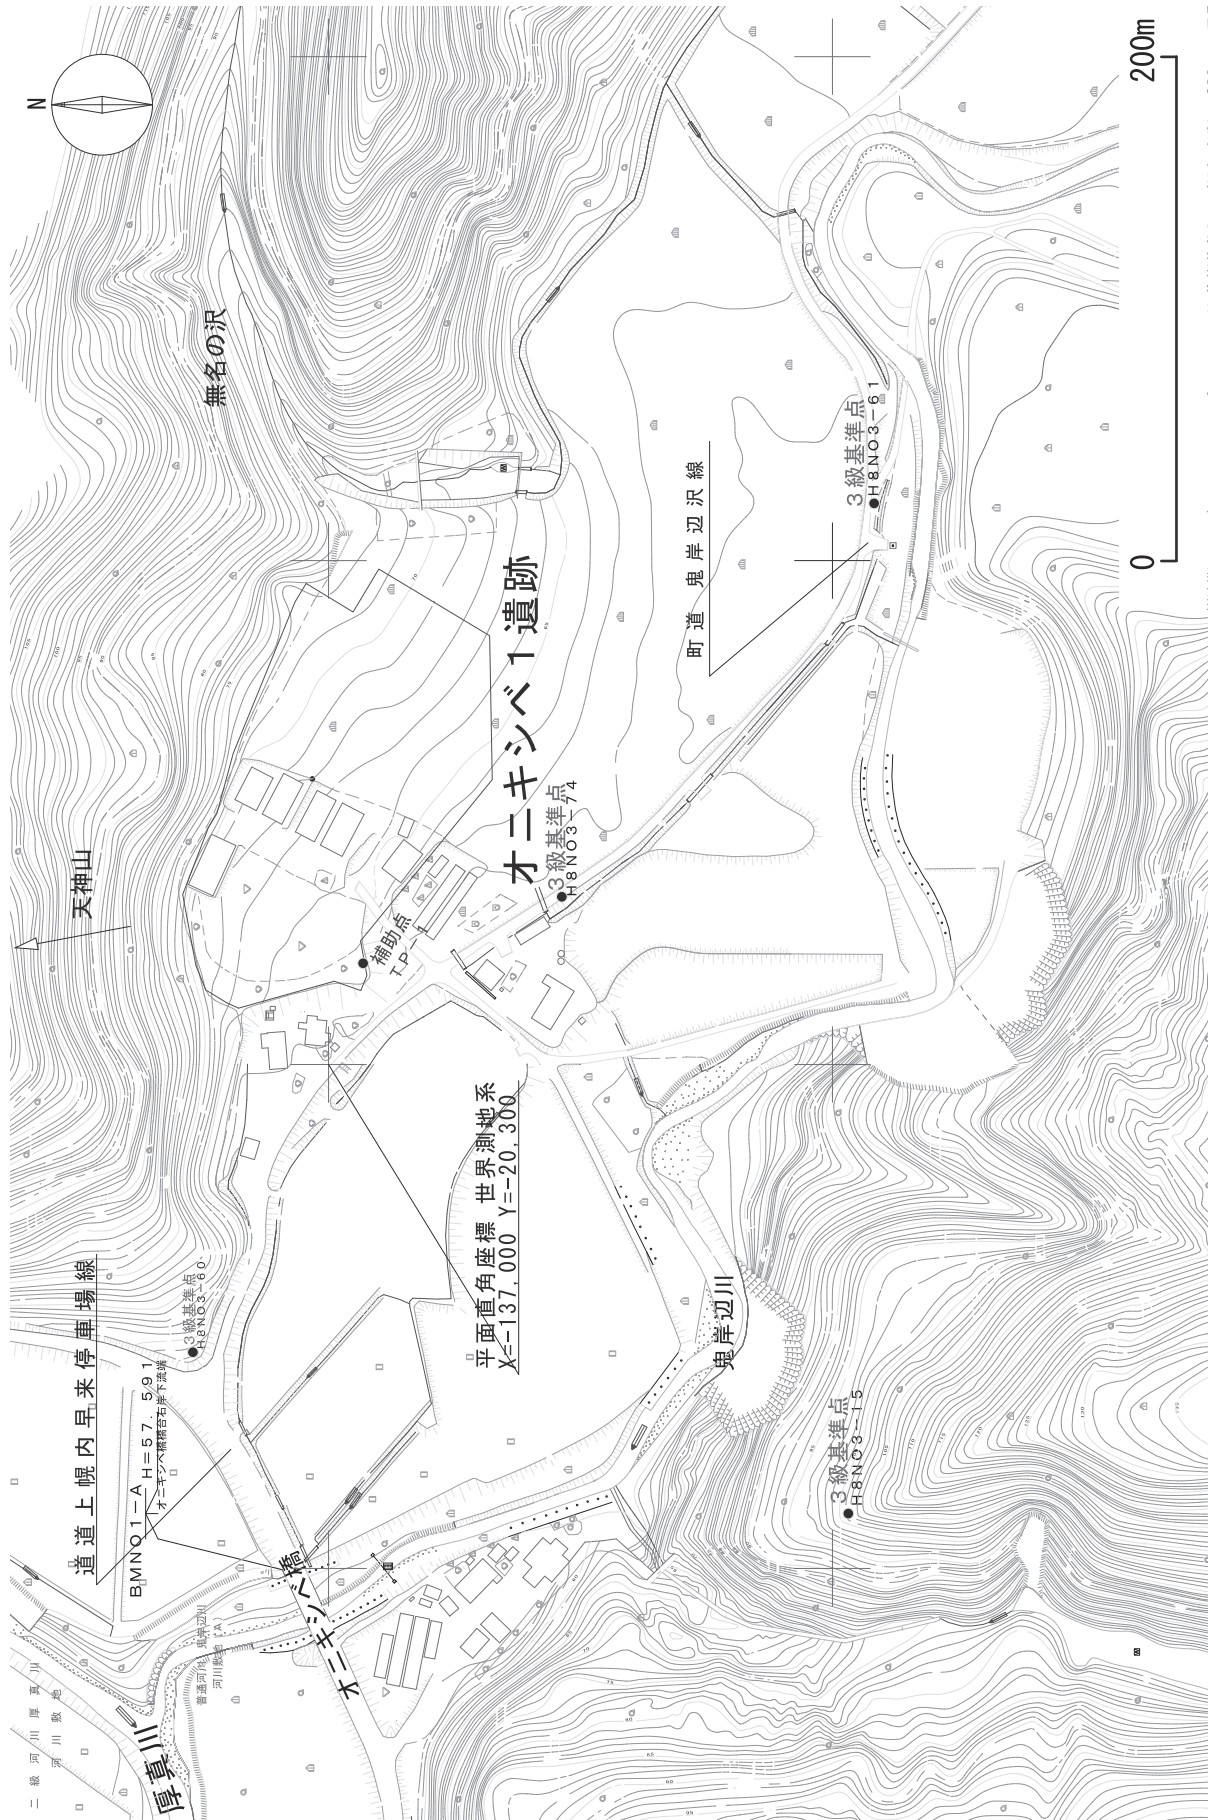 N
無名の沢
天神山
200m
0
オニキシベ1遺跡
町道 鬼岸辺沢線
3級基準点
H8NO3-61
3級基準点
H8NO3-74
補助点
T.P
平面直角座標 世界測地系
X=-137,000 Y=-20,300
道道上幌内早来停車場線
BMNO1-A H=57.591
オニキシベ橋橋台右岸下流端
3級基準点
H8NO3-60
鬼岸辺川
3級基準点
H8NO3-15
オニキシベ橋
普通河川 鬼岸辺川
厚真川
二級河川厚真川
河川敷地